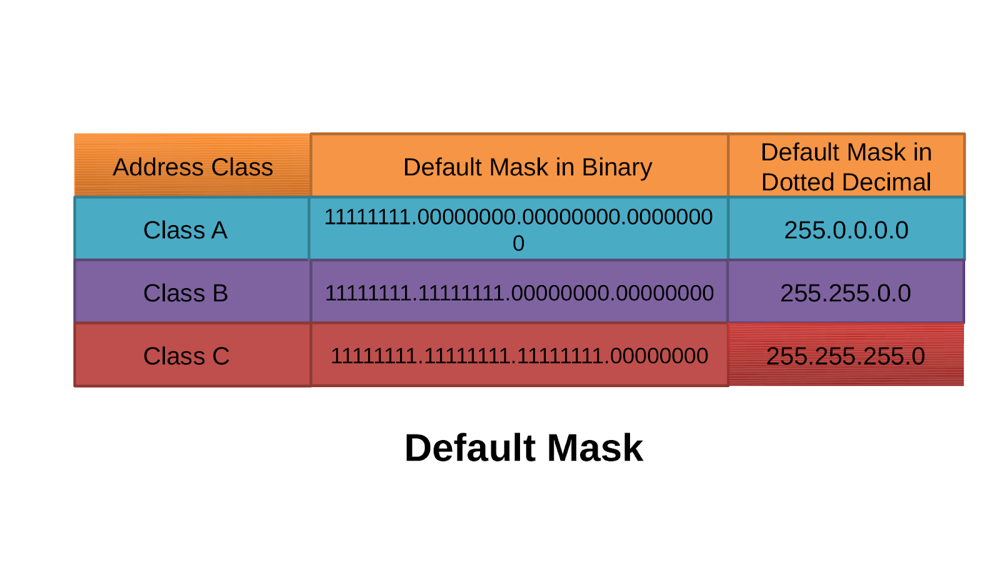 Address Class
Default Mask in Binary
Default Mask in
Dotted Decimal
Class A
11111111.00000000.00000000.0000000
0
255.0.0.0.0
Class B
11111111.11111111.00000000.00000000
255.255.0.0
Class C
11111111.11111111.11111111.00000000
255.255.255.0
Default Mask